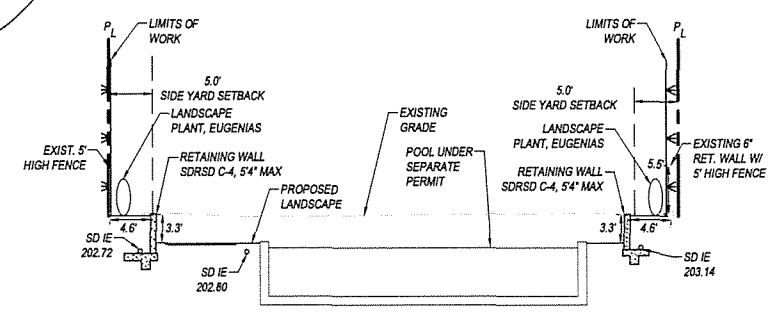 PL
LIMITS OF
WORK
5.0'
SIDE YARD SETBACK
LANDSCAPE
PLANT, EUGENIAS
EXIST. 5'
HIGH FENCE
RETAINING WALL
SDRSD C-4, 5'4" MAX
PROPOSED
LANDSCAPE
4.6'
3.3'
SD IE
202.72
SD IE
202.80
EXISTING
GRADE
POOL UNDER
SEPARATE
PERMIT
LIMITS OF
WORK
PL
5.0'
SIDE YARD SETBACK
LANDSCAPE
PLANT, EUGENIAS
RETAINING WALL
SDRSD C-4, 5'4" MAX
5.5'
EXISTING 6"
RET. WALL W/
5' HIGH FENCE
3.3'
4.6'
SD IE
203.14